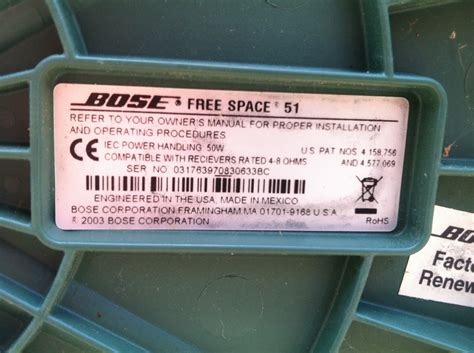 BOSE® FREE SPACE® 51
REFER TO YOUR OWNER'S MANUAL FOR PROPER INSTALLATION
AND OPERATING PROCEDURES
CE IEC POWER HANDLING 50W U.S. PAT NOS. 4 158,756
COMPATIBLE WITH RECIEVERS RATED 4-8 OHMS AND 4 577,069
SER NO. 031763970830633BC
ENGINEERED IN THE USA, MADE IN MEXICO
BOSE CORPORATION FRAMINGHAM MA 01701-9168 U S A
© 2003 BOSE CORPORATION RoHS
BOSE
Facto
Renew